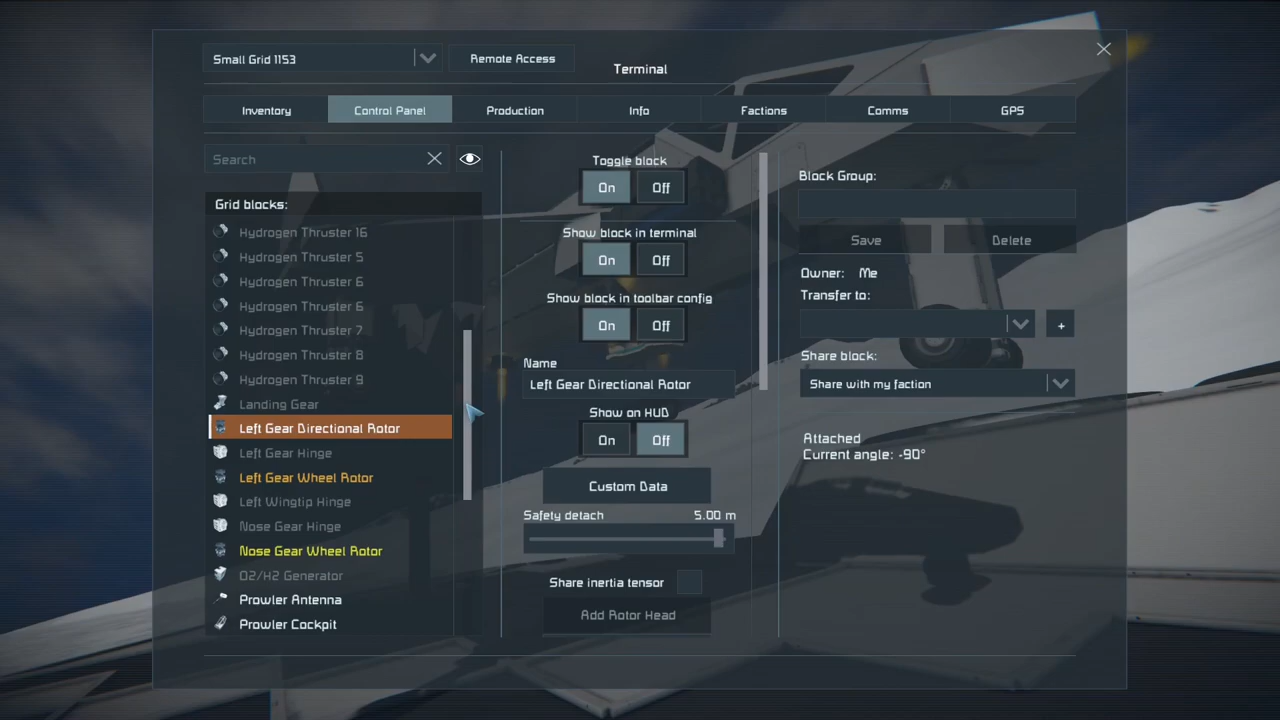 Small Grid 1153
Remote Access
Terminal
Inventory
Control Panel
Production
Info
Factions
Comms
GPS
Search
Grid blocks:
Hydrogen Thruster 16
Hydrogen Thruster 5
Hydrogen Thruster 6
Hydrogen Thruster 6
Hydrogen Thruster 7
Hydrogen Thruster 8
Hydrogen Thruster 9
Landing Gear
Left Gear Directional Rotor
Left Gear Hinge
Left Gear Wheel Rotor
Left Wingtip Hinge
Nose Gear Hinge
Nose Gear Wheel Rotor
O2/H2 Generator
Prowler Antenna
Prowler Cockpit
Toggle block
On Off
Show block in terminal
On Off
Show block in toolbar config
On Off
Name
Left Gear Directional Rotor
Show on HUD
On Off
Custom Data
Safety detach 5.00 m
Share inertia tensor
Add Rotor Head
Block Group:
Save Delete
Owner: Me
Transfer to:
+
Share block:
Share with my faction
Attached
Current angle: -90°